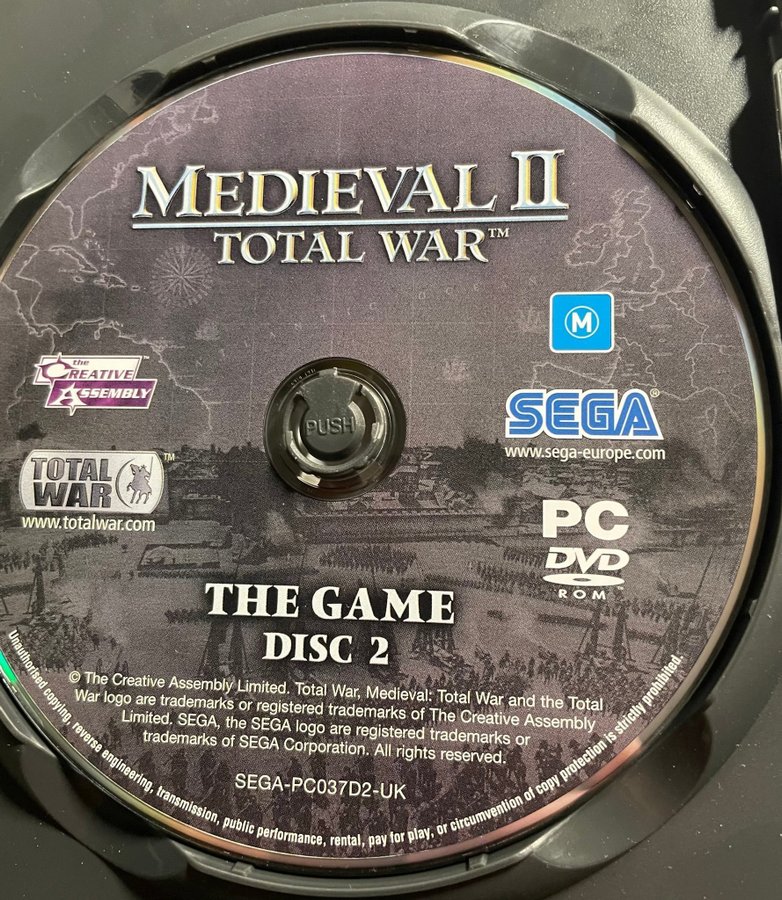 MEDIEVAL II
TOTAL WAR™
M
the
CREATIVE
ASSEMBLY™
SEGA®
www.sega-europe.com
PUSH
TOTAL
WAR™
www.totalwar.com
PC
DVD
ROM™
THE GAME
DISC 2
© The Creative Assembly Limited. Total War, Medieval: Total War and the Total
War logo are trademarks or registered trademarks of The Creative Assembly
Limited. SEGA, the SEGA logo are registered trademarks or
trademarks of SEGA Corporation. All rights reserved.
SEGA-PC037D2-UK
Unauthorised copying, reverse engineering, transmission, public performance, rental, pay for play, or circumvention of copy protection is strictly prohibited.